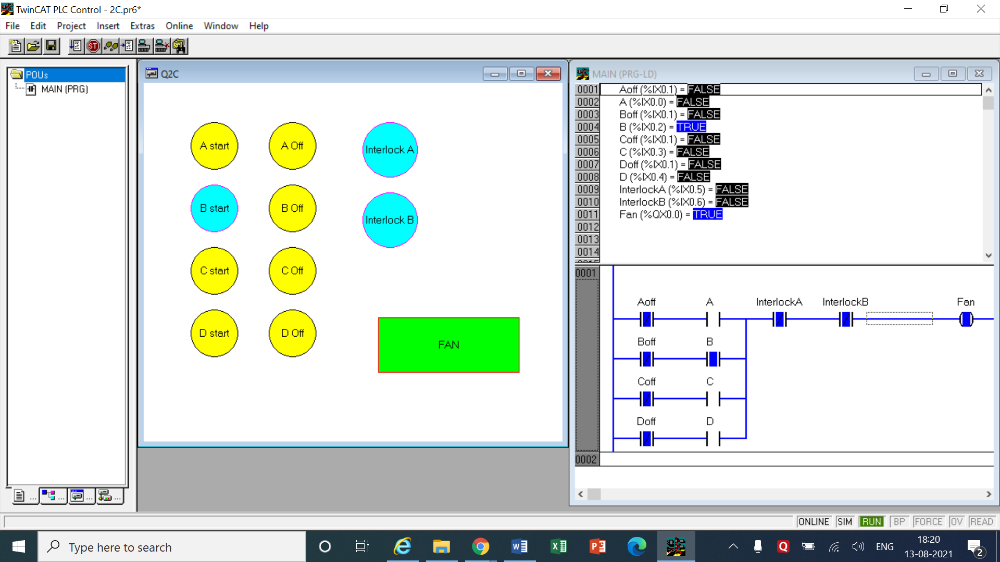 TwinCAT PLC Control - 2C.pr6*
File Edit Project Insert Extras Online Window Help
POUs
MAIN (PRG)
... ... ... ...
Q2C
A start A Off Interlock A
B start B Off Interlock B
C start C Off
D start D Off
FAN
MAIN (PRG-LD)
0001 Aoff (%IX0.1) = FALSE
0002 A (%IX0.0) = FALSE
0003 Boff (%IX0.1) = FALSE
0004 B (%IX0.2) = TRUE
0005 Coff (%IX0.1) = FALSE
0006 C (%IX0.3) = FALSE
0007 Doff (%IX0.1) = FALSE
0008 D (%IX0.4) = FALSE
0009 InterlockA (%IX0.5) = FALSE
0010 InterlockB (%IX0.6) = FALSE
0011 Fan (%QX0.0) = TRUE
0012
0013
0014
0001
Aoff A InterlockA InterlockB Fan
Boff B
Coff C
Doff D
0002
ONLINE SIM RUN BP FORCE OV READ
Type here to search
ENG
18:20
13-08-2021
2